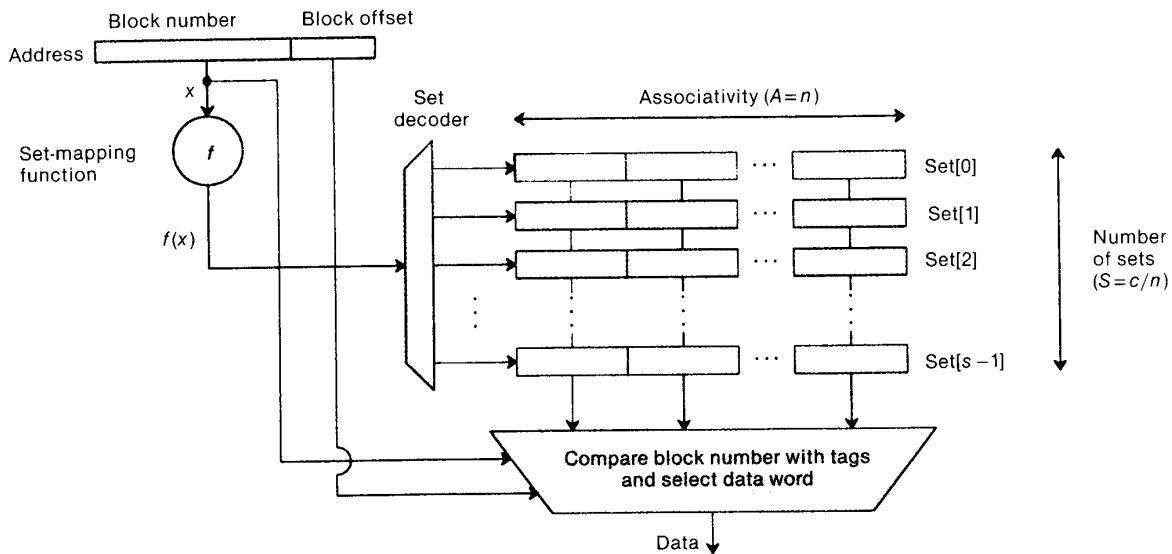 Block number
Block offset
Address
x
f
Set-mapping
function
f(x)
Set
decoder
Associativity (A=n)
Set[0]
Set[1]
Set[2]
Set[s−1]
Number
of sets
(S=c/n)
Compare block number with tags
and select data word
Data